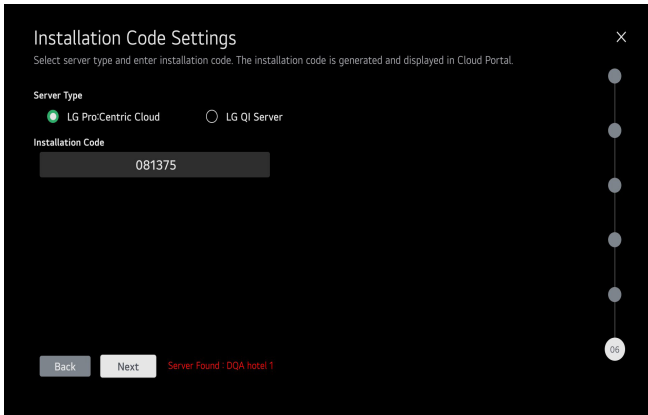 Installation Code Settings
Select server type and enter installation code. The installation code is generated and displayed in Cloud Portal.
Server Type
LG Pro:Centric Cloud
LG QI Server
Installation Code
081375
06
Back
Next
Server Found : DQA hotel 1